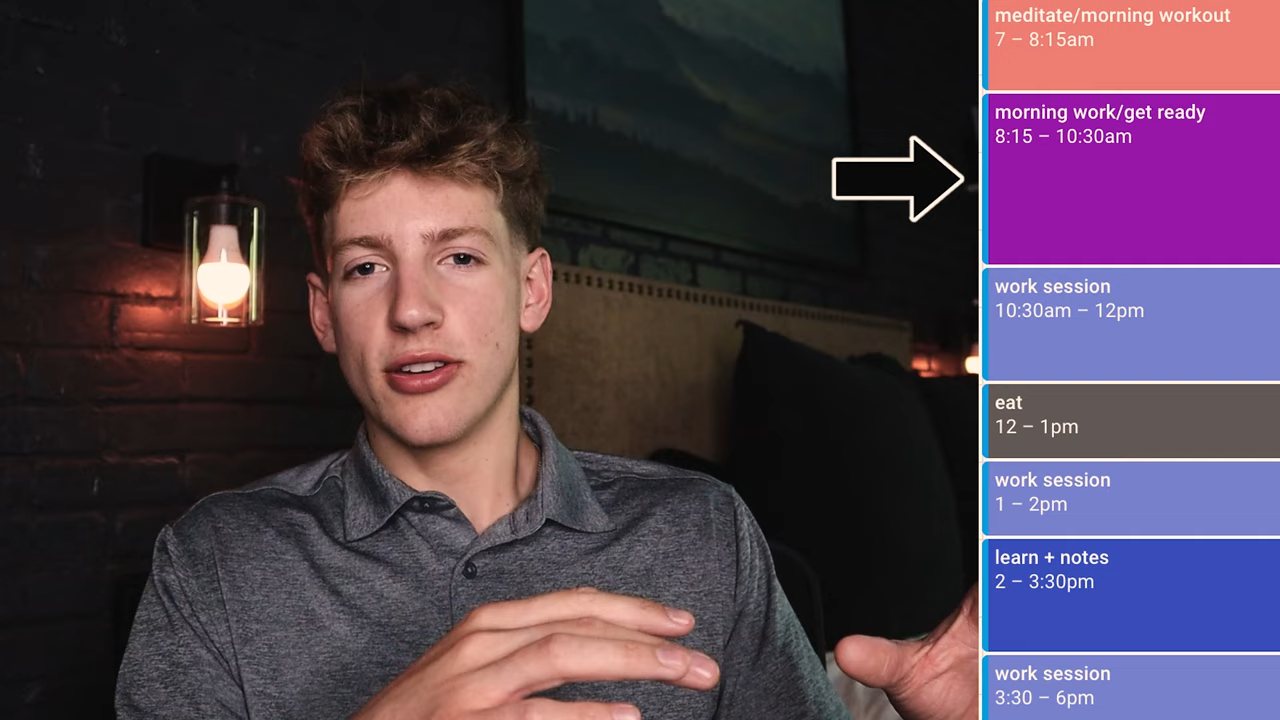 meditate/morning workout
7 – 8:15am
morning work/get ready
8:15 – 10:30am
work session
10:30am – 12pm
eat
12 – 1pm
work session
1 – 2pm
learn + notes
2 – 3:30pm
work session
3:30 – 6pm